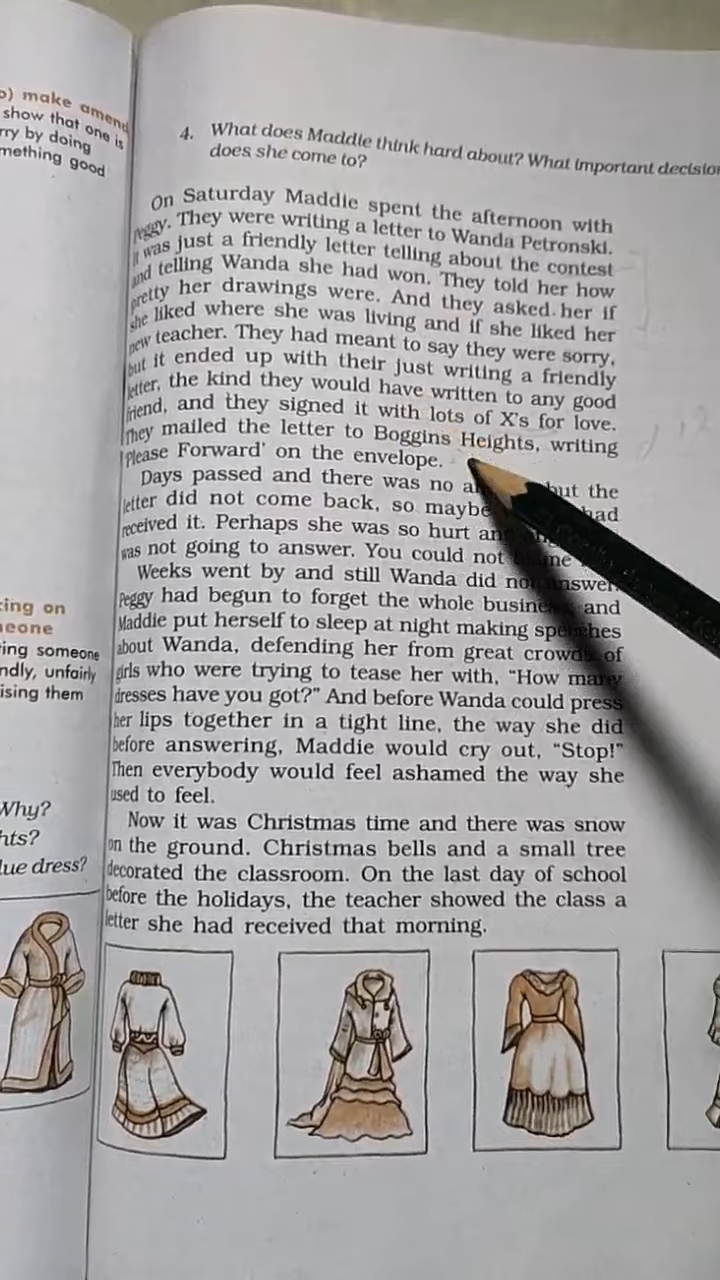 o) make amend
show that one is
rry by doing
mething good
4. What does Maddie think hard about? What important decision
does she come to?
On Saturday Maddie spent the afternoon with
Peggy. They were writing a letter to Wanda Petronski.
It was just a friendly letter telling about the contest
and telling Wanda she had won. They told her how
pretty her drawings were. And they asked her if
she liked where she was living and if she liked her
new teacher. They had meant to say they were sorry,
but it ended up with their just writing a friendly
letter, the kind they would have written to any good
friend, and they signed it with lots of X's for love.
They mailed the letter to Boggins Heights, writing
'Please Forward' on the envelope.
Days passed and there was no but the
letter did not come back, so maybe had
received it. Perhaps she was so hurt
was not going to answer. You could not
Weeks went by and still Wanda did not answer.
Peggy had begun to forget the whole business and
Maddie put herself to sleep at night making speeches
about Wanda, defending her from great crowds of
girls who were trying to tease her with, “How many
dresses have you got?” And before Wanda could press
her lips together in a tight line, the way she did
before answering, Maddie would cry out, “Stop!”
Then everybody would feel ashamed the way she
used to feel.
Now it was Christmas time and there was snow
on the ground. Christmas bells and a small tree
decorated the classroom. On the last day of school
before the holidays, the teacher showed the class a
letter she had received that morning.
ting on
neone
ing someone
ndly, unfairly
ising them
Why?
hts?
lue dress?